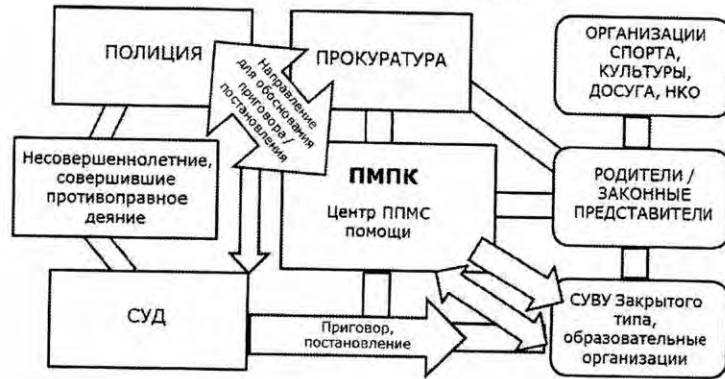 ПОЛИЦИЯ
Направление
для обоснования
приговора /
постановления
ПРОКУРАТУРА
ОРГАНИЗАЦИИ
СПОРТА,
КУЛЬТУРЫ,
ДОСУГА, НКО
Несовершеннолетние,
совершившие
противоправное
деяние
ПМПК
Центр ППМС
помощи
РОДИТЕЛИ /
ЗАКОННЫЕ
ПРЕДСТАВИТЕЛИ
СУД
Приговор,
постановление
СУВУ Закрытого
типа,
образовательные
организации